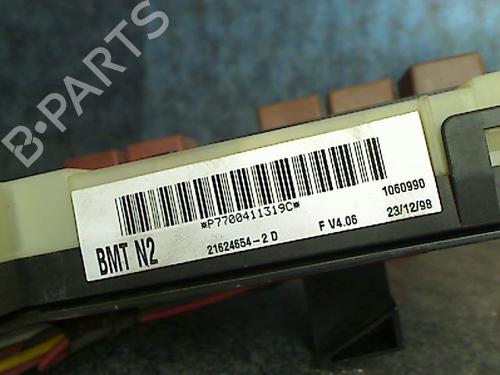 B-PARTS
*P7700411319C*
1060990
BMT N2
21624654-2 D
F V4.06
23/12/98